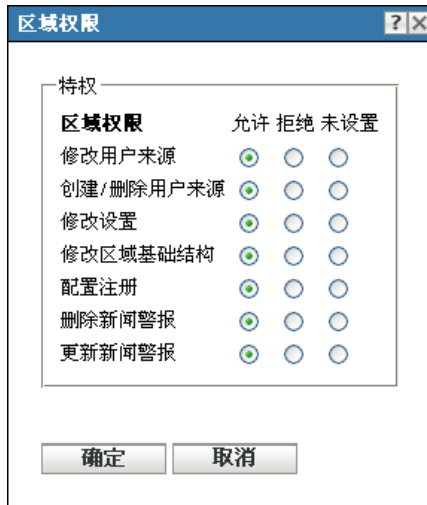 区域权限
特权
区域权限 允许 拒绝 未设置
修改用户来源
创建/删除用户来源
修改设置
修改区域基础结构
配置注册
删除新闻警报
更新新闻警报
确定 取消